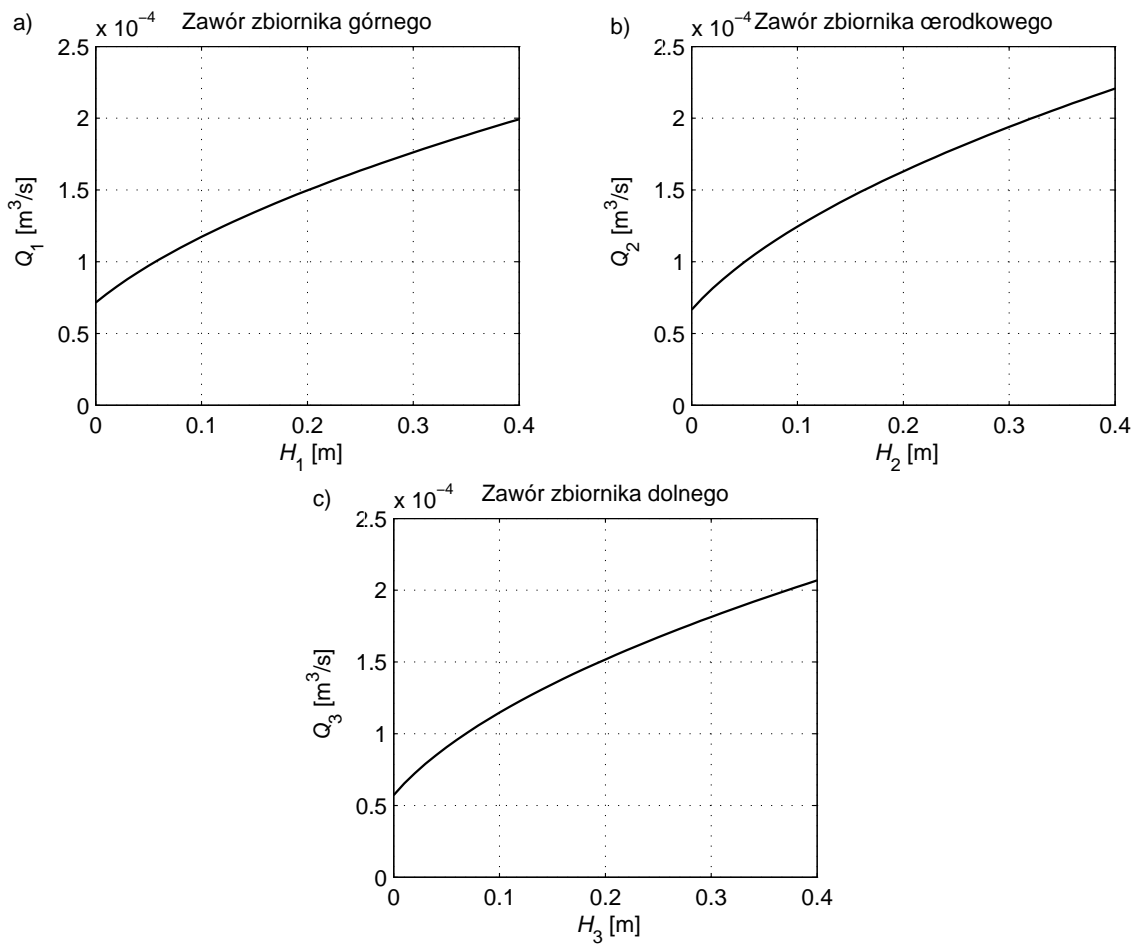 a)
x 10⁻⁴
Zawór zbiornika górnego
2.5
2
1.5
1
0.5
0
0
0.1
0.2
0.3
0.4
Q₁ [m³/s]
H₁ [m]
b)
x 10⁻⁴
Zawór zbiornika œrodkowego
2.5
2
1.5
1
0.5
0
0
0.1
0.2
0.3
0.4
Q₂ [m³/s]
H₂ [m]
c)
x 10⁻⁴
Zawór zbiornika dolnego
2.5
2
1.5
1
0.5
0
0
0.1
0.2
0.3
0.4
Q₃ [m³/s]
H₃ [m]